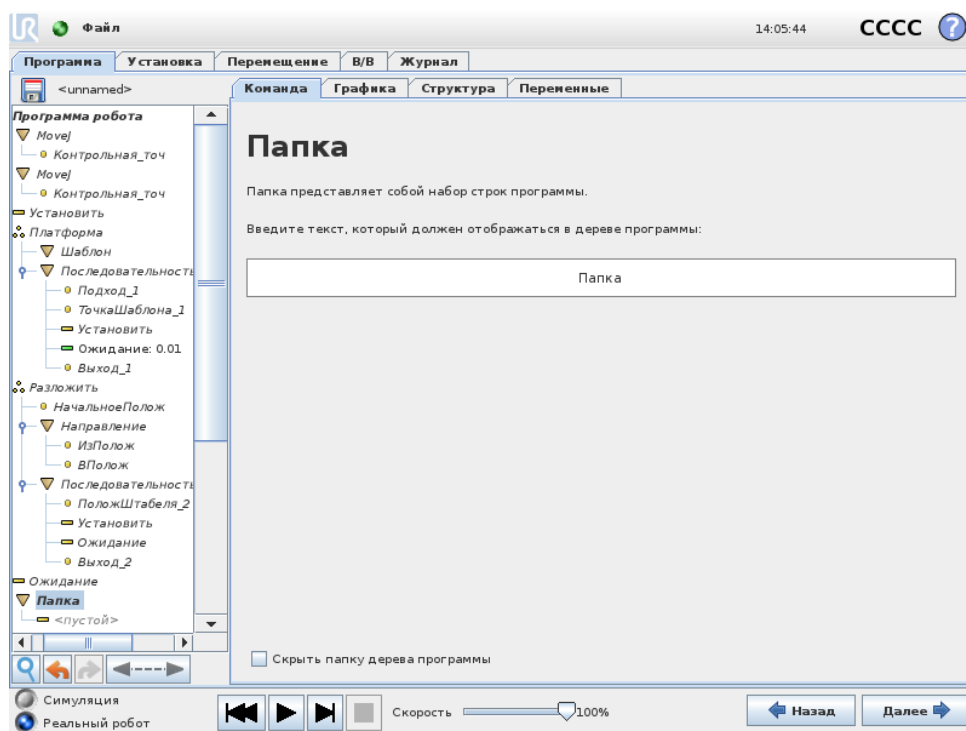 Файл
14:05:44
CCCC
?
Программа
Установка
Перемещение
В/В
Журнал
<unnamed>
Команда
Графика
Структура
Переменные
Программа робота
MoveJ
Контрольная_точ
MoveJ
Контрольная_точ
Установить
Платформа
Шаблон
Последовательность
Подход_1
ТочкаШаблона_1
Установить
Ожидание: 0.01
Выход_1
Разложить
НачальноеПолож
Направление
ИзПолож
ВПолож
Последовательность
ПоложШтабеля_2
Установить
Ожидание
Выход_2
Ожидание
Папка
<пустой>
Папка
Папка представляет собой набор строк программы.
Введите текст, который должен отображаться в дереве программы:
Папка
Скрыть папку дерева программы
Симуляция
Реальный робот
Скорость
100%
Назад
Далее